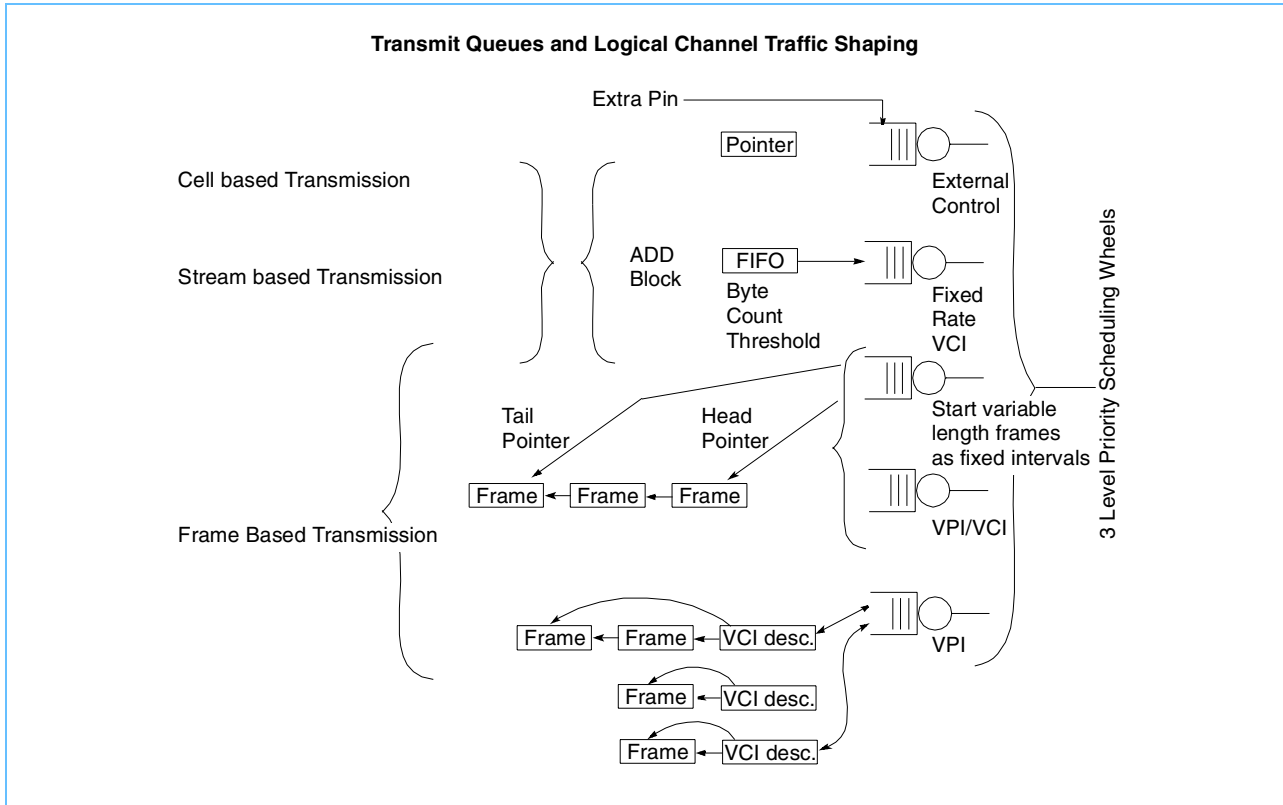 Transmit Queues and Logical Channel Traffic Shaping
Extra Pin
Pointer
Cell based Transmission
External
Control
Stream based Transmission
ADD
Block
FIFO
Byte
Count
Threshold
Fixed
Rate
VCI
3 Level Priority Scheduling Wheels
Tail
Pointer
Head
Pointer
Start variable
length frames
as fixed intervals
Frame
Frame
Frame
VPI/VCI
Frame Based Transmission
Frame
Frame
VCI desc.
VPI
Frame
VCI desc.
Frame
VCI desc.